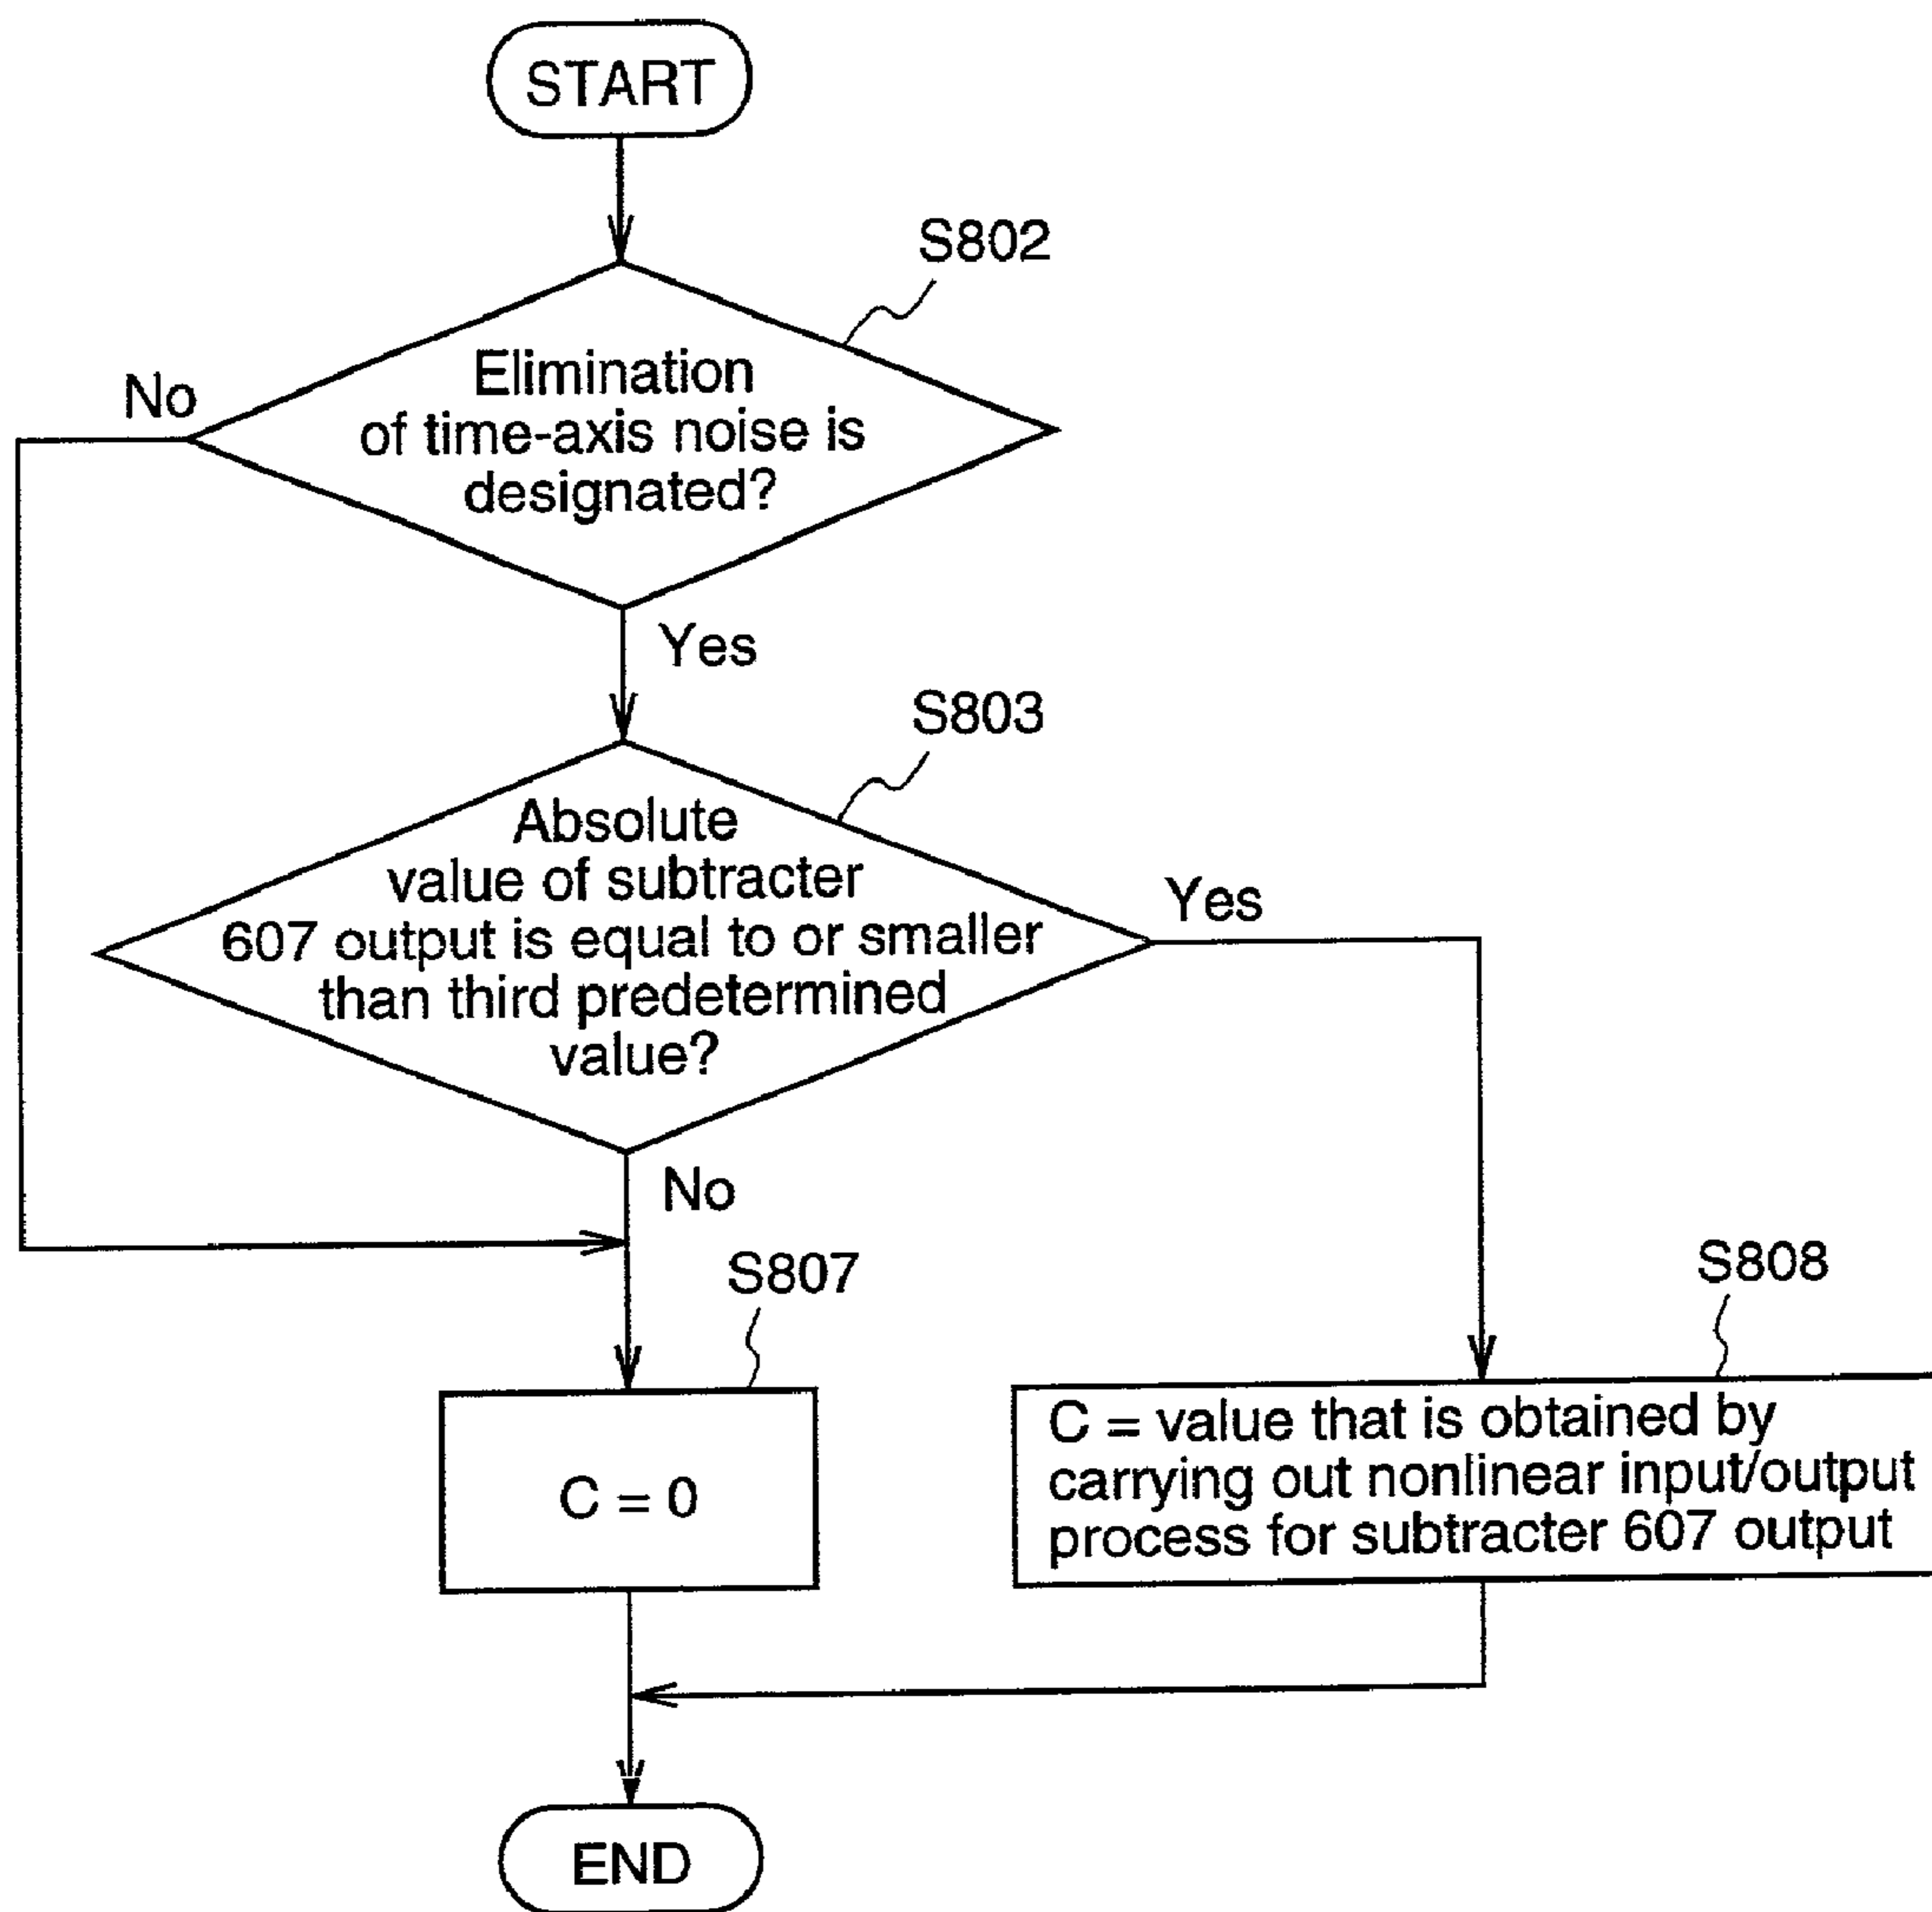 START
S802
Elimination
of time-axis noise is
designated?
No
Yes
S803
Absolute
value of subtracter
607 output is equal to or smaller
than third predetermined
value?
Yes
No
S807
C = 0
S808
C = value that is obtained by
carrying out nonlinear input/output
process for subtracter 607 output
END